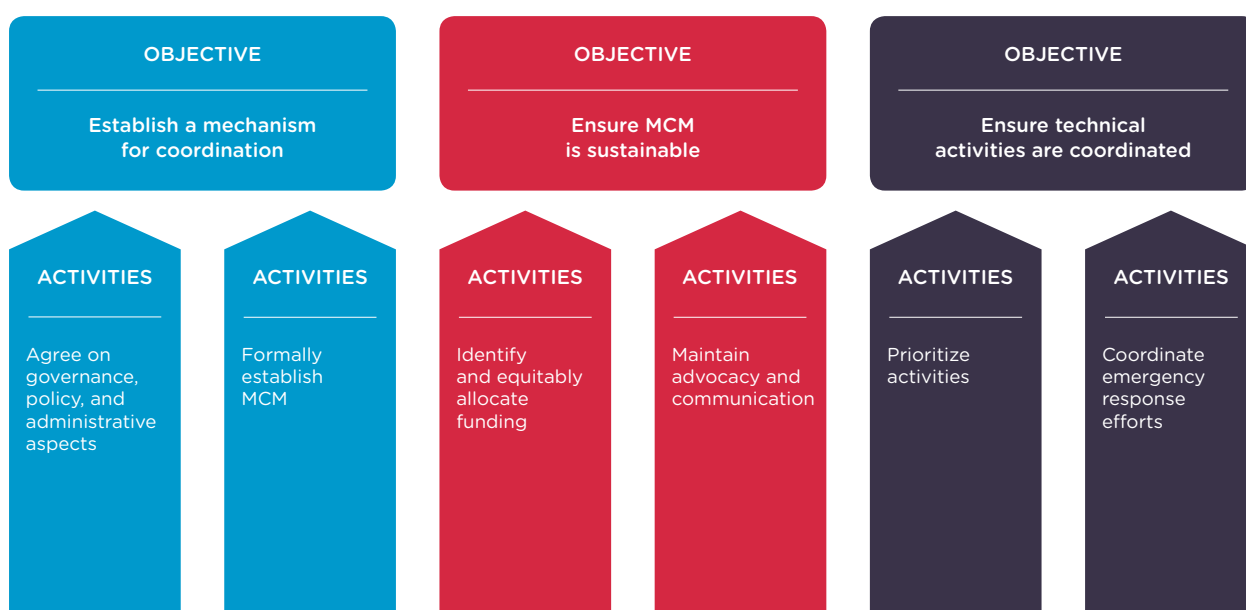 OBJECTIVE
Establish a mechanism
for coordination
OBJECTIVE
Ensure MCM
is sustainable
OBJECTIVE
Ensure technical
activities are coordinated
ACTIVITIES
Agree on
governance,
policy, and
administrative
aspects
ACTIVITIES
Formally
establish
MCM
ACTIVITIES
Identify
and equitably
allocate
funding
ACTIVITIES
Maintain
advocacy and
communication
ACTIVITIES
Prioritize
activities
ACTIVITIES
Coordinate
emergency
response
efforts